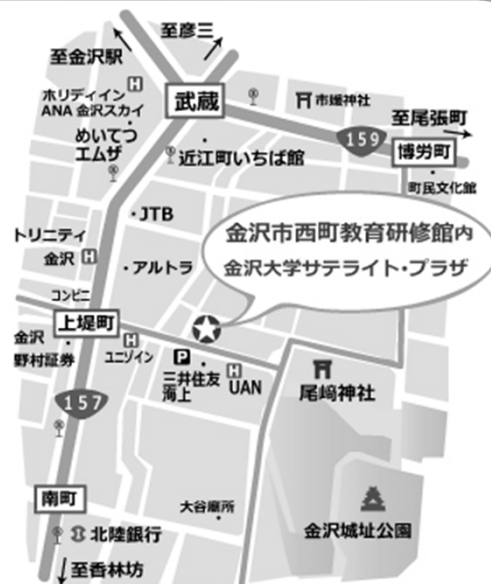 至彦三
至金沢駅
H
武蔵
ホリデイイン
ANA 金沢スカイ
市媛神社
至尾張町
めいてつ
エムザ
近江町いちば館
159
博労町
町民文化館
JTB
金沢市西町教育研修館内
金沢大学サテライト・プラザ
トリニティ
金沢
H
アルトラ
コンビニ
上堤町
金沢
野村証券
H
ユニゾイン
P
三井住友
海上
H
UAN
尾﨑神社
157
南町
大谷廟所
金沢城址公園
北陸銀行
至香林坊